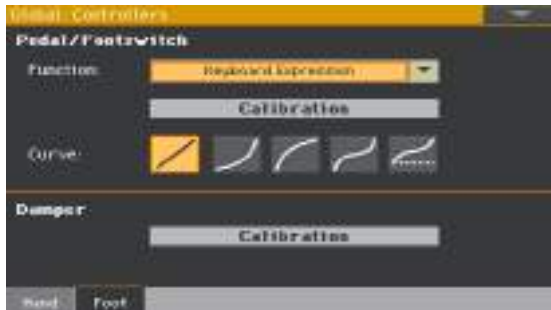 Global: Controllers
Pedal/Footswitch
Function:
Keyboard Expression
Calibration
Curve:
Damper
Calibration
Hand
Foot